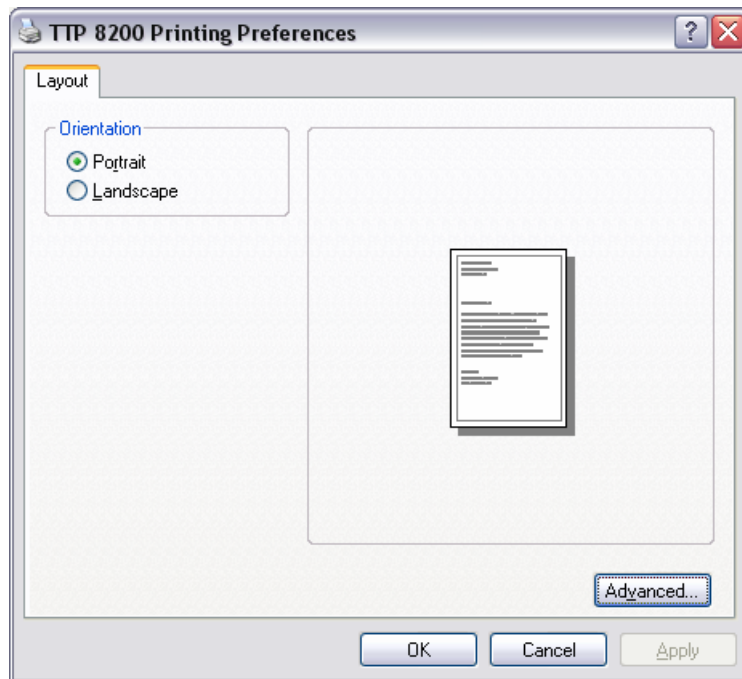 TTP 8200 Printing Preferences
?
Layout
Orientation
Portrait
Landscape
Advanced...
OK Cancel Apply